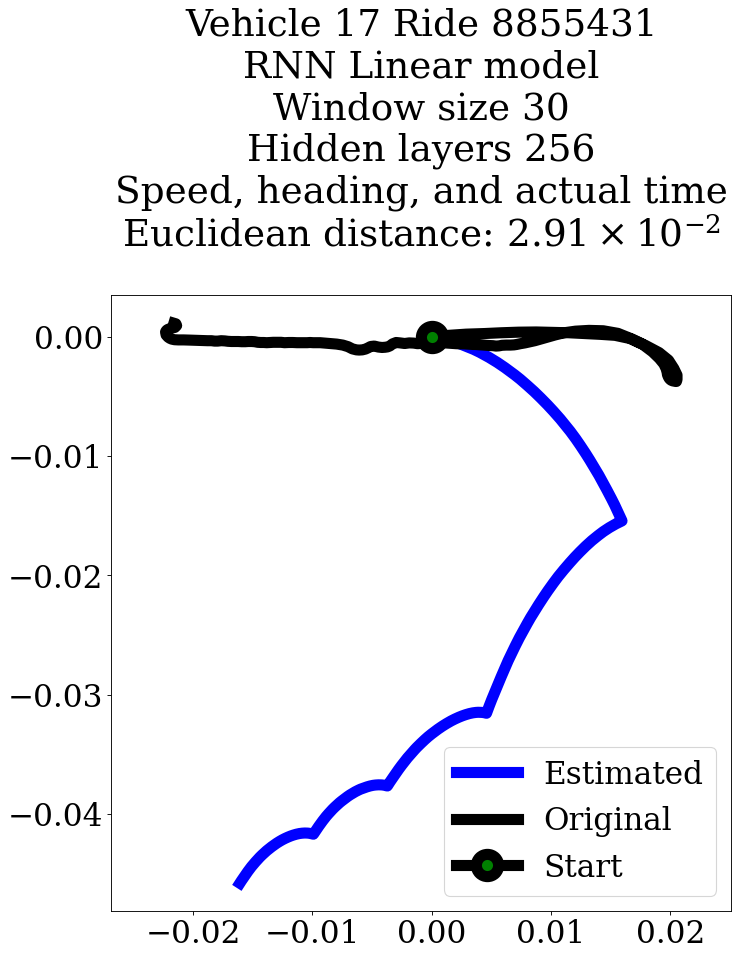 Vehicle 17 Ride 8855431
RNN Linear model
Window size 30
Hidden layers 256
Speed, heading, and actual time
Euclidean distance: 2.91 × 10⁻²
0.00
−0.01
−0.02
−0.03
−0.04
Estimated
Original
Start
−0.02 −0.01 0.00 0.01 0.02